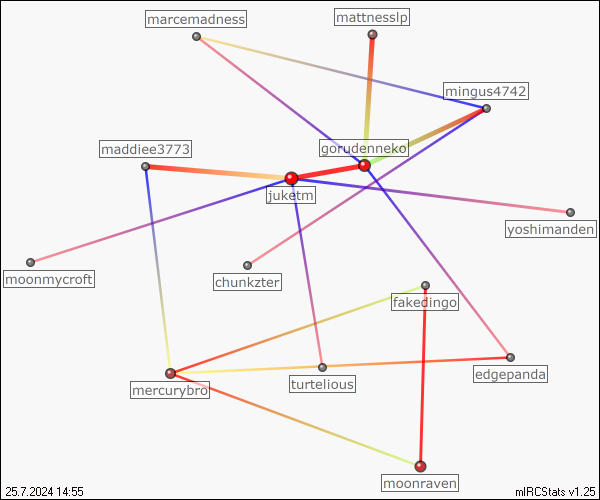 marcemadness
mattnesslp
mingus4742
gorudenneko
maddiee3773
juketm
yoshimanden
moonmycroft
chunkzter
fakedingo
edgepanda
turtelious
mercurybro
moonraven
25.7.2024 14:55
mIRCStats v1.25